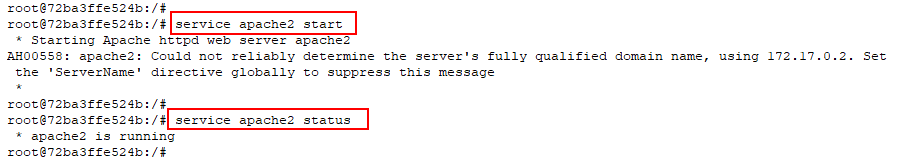 root@72ba3ffe524b:/#
root@72ba3ffe524b:/# service apache2 start
 * Starting Apache httpd web server apache2
AH00558: apache2: Could not reliably determine the server's fully qualified domain name, using 172.17.0.2. Set
 the 'ServerName' directive globally to suppress this message
 *
root@72ba3ffe524b:/#
root@72ba3ffe524b:/# service apache2 status
 * apache2 is running
root@72ba3ffe524b:/#